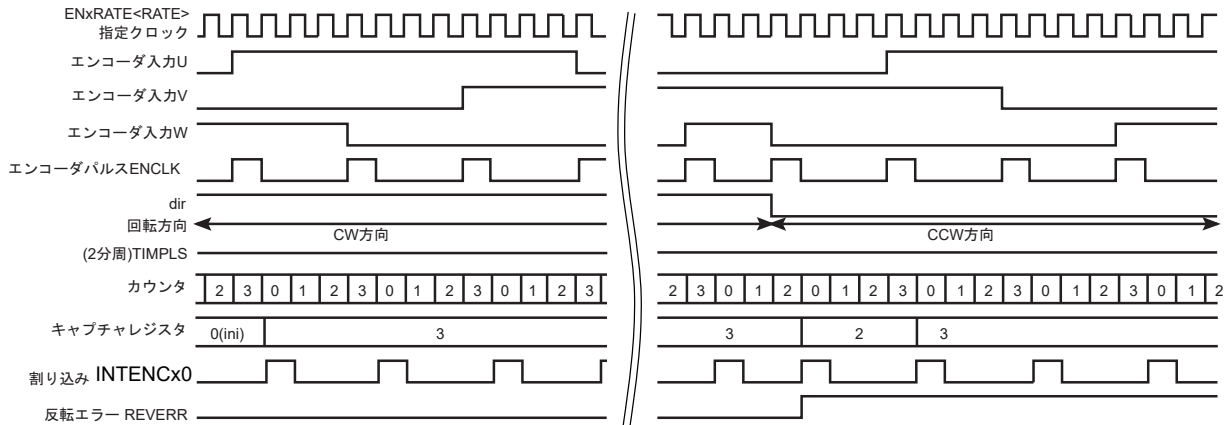 ENxRATE<RATE>
指定クロック
エンコーダ入力U
エンコーダ入力V
エンコーダ入力W
エンコーダパルスENCLK
dir
回転方向
CW方向
CCW方向
(2分周)TIMPLS
カウンタ
2 3 0 1 2 3 0 1 2 3 0 1 2 3
2 3 0 1 2 0 1 2 3 0 1 2 3 0 1 2 3 0 1 2
キャプチャレジスタ
0(ini) 3
3 2 3
割り込み INTENCx0
反転エラー REVERR